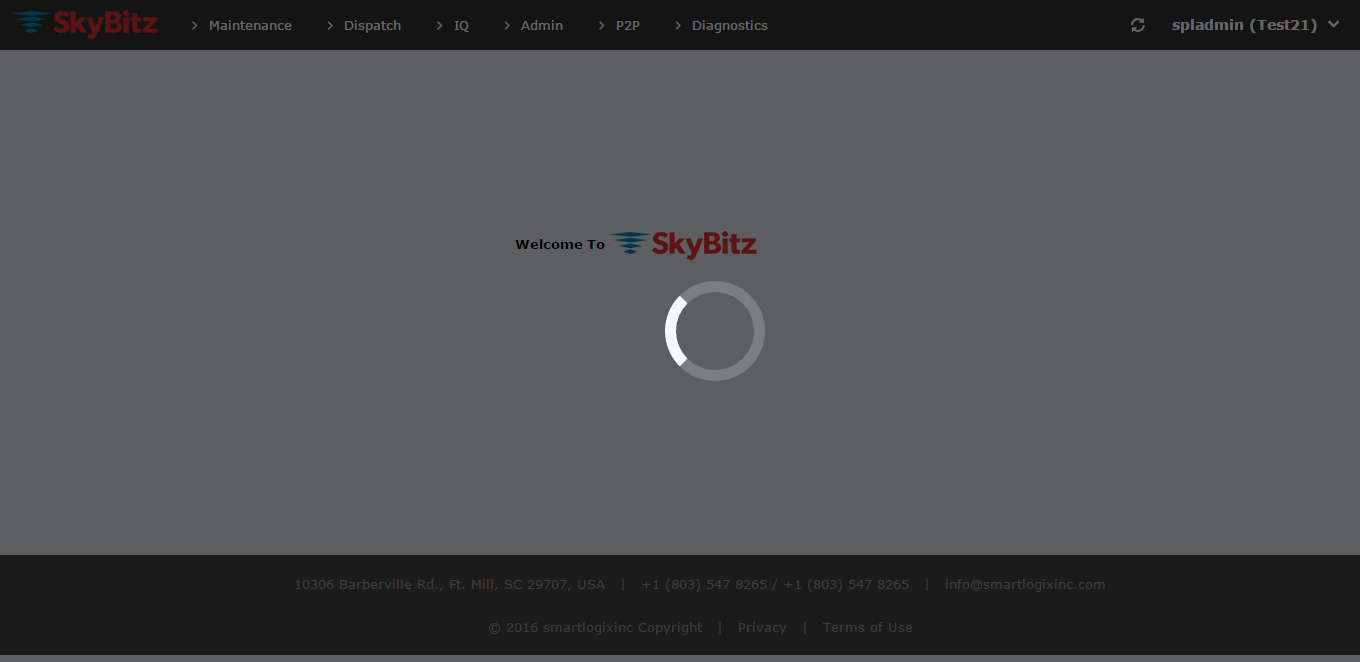 SkyBitz Maintenance Dispatch IQ Admin P2P Diagnostics spladmin (Test21)
Welcome To SkyBitz
10306 Barberville Rd., Ft. Mill, SC 29707, USA | +1 (803) 547 8265 / +1 (803) 547 8265 | info@smartlogixinc.com
© 2016 smartlogixinc Copyright | Privacy | Terms of Use